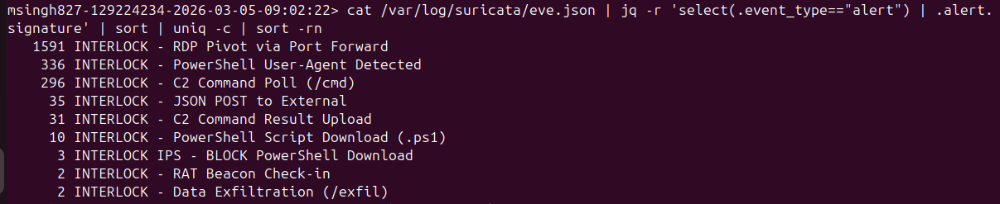 msingh827-129224234-2026-03-05-09:02:22> cat /var/log/suricata/eve.json | jq -r 'select(.event_type=="alert") | .alert.
signature' | sort | uniq -c | sort -rn
1591 INTERLOCK - RDP Pivot via Port Forward
336 INTERLOCK - PowerShell User-Agent Detected
296 INTERLOCK - C2 Command Poll (/cmd)
35 INTERLOCK - JSON POST to External
31 INTERLOCK - C2 Command Result Upload
10 INTERLOCK - PowerShell Script Download (.ps1)
3 INTERLOCK IPS - BLOCK PowerShell Download
2 INTERLOCK - RAT Beacon Check-in
2 INTERLOCK - Data Exfiltration (/exfil)